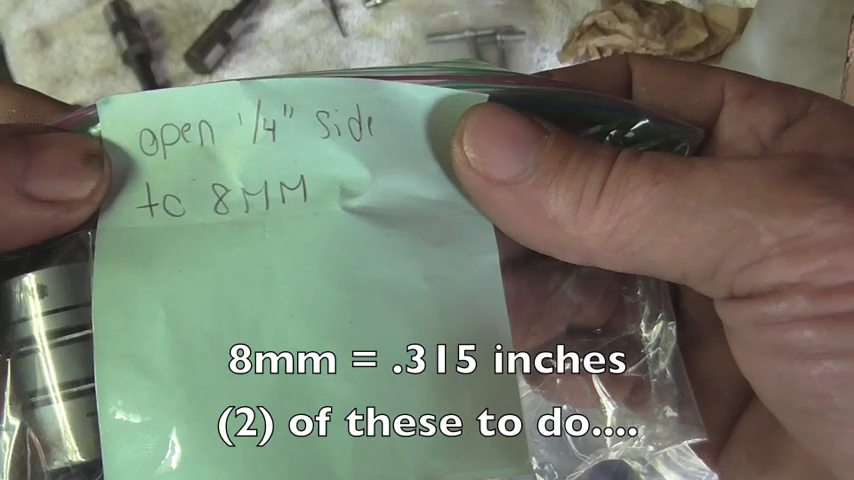 open 1/4" side
to 8MM
8mm = .315 inches
(2) of these to do....